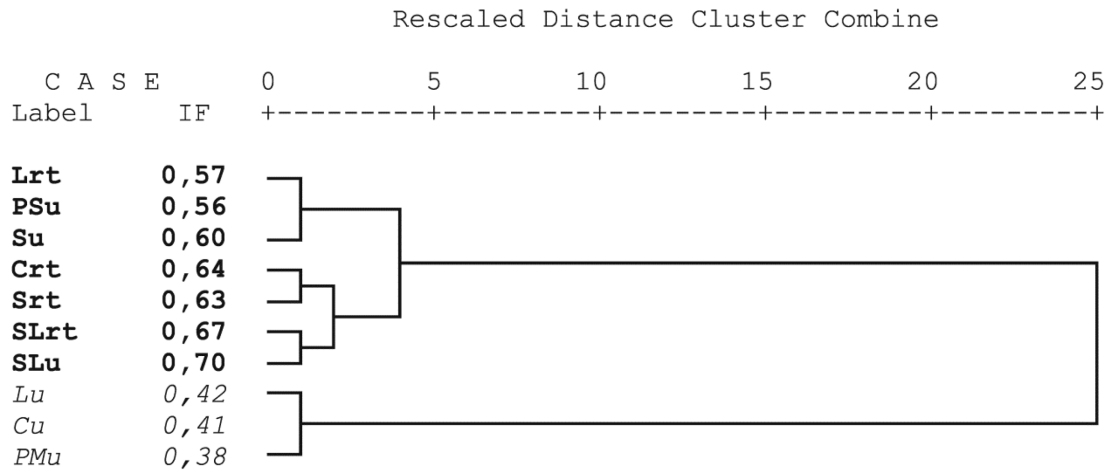 Rescaled Distance Cluster Combine
C A S E 0 5 10 15 20 25
Label IF +---------+---------+---------+---------+---------+
Lrt 0,57
PSu 0,56
Su 0,60
Crt 0,64
Srt 0,63
SLrt 0,67
SLu 0,70
Lu 0,42
Cu 0,41
PMu 0,38